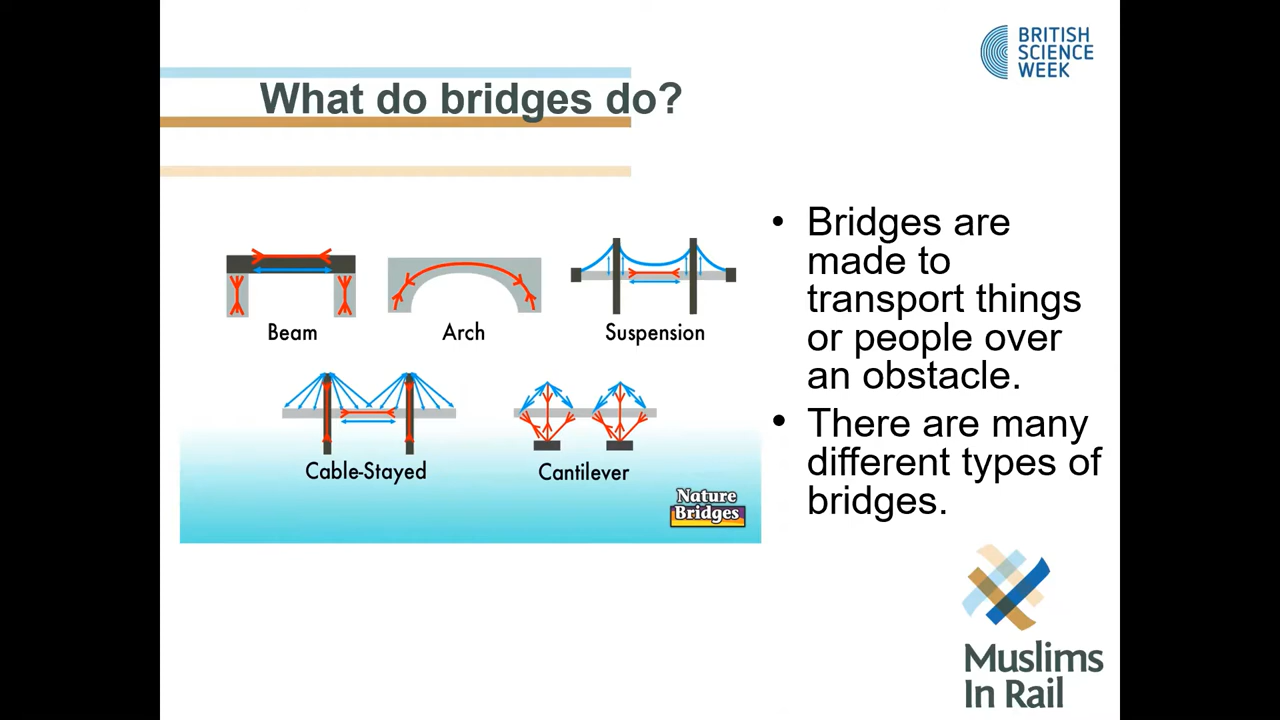 BRITISH
SCIENCE
WEEK
What do bridges do?
Beam
Arch
Suspension
Cable-Stayed
Cantilever
Nature
Bridges
• Bridges are
made to
transport things
or people over
an obstacle.
• There are many
different types of
bridges.
Muslims
In Rail